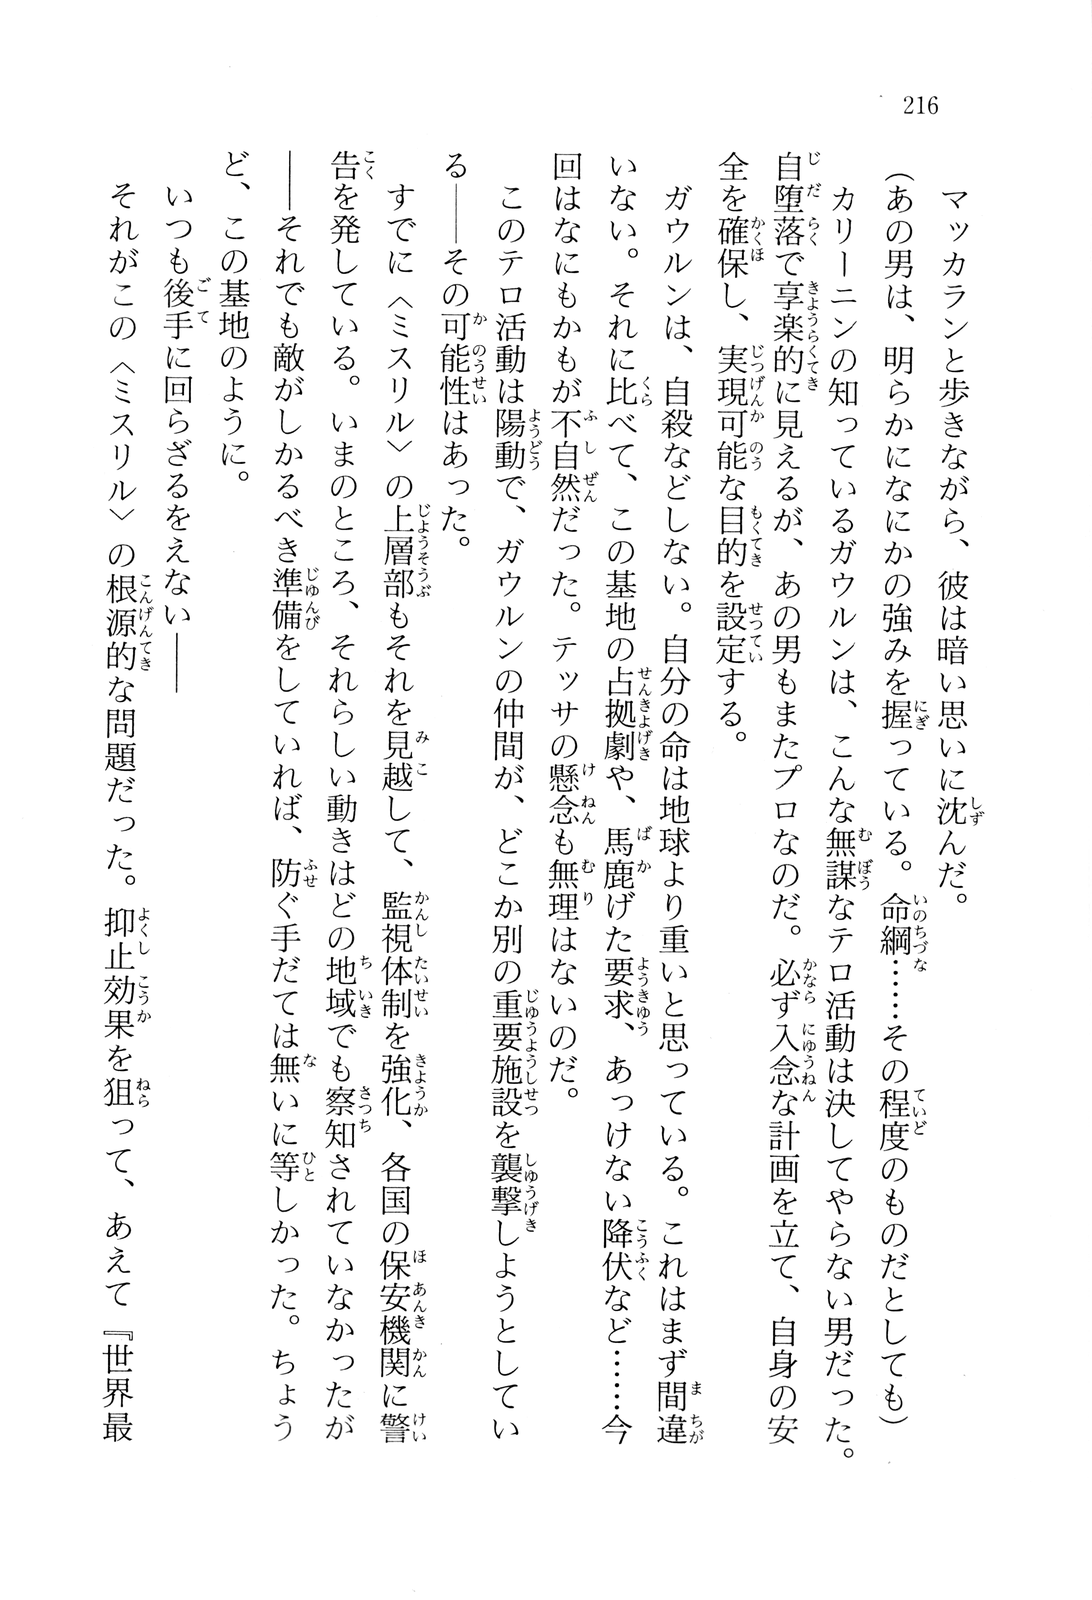 216
マッカランと歩きながら、彼は暗い思いに沈んだ。
（あの男は、明らかになにかの強みを握っている。命綱……その程度のものだとしても）
カリーニンの知っているガウルンは、こんな無謀なテロ活動は決してやらない男だった。
自堕落で享楽的に見えるが、あの男もまたプロなのだ。必ず入念な計画を立て、自身の安
全を確保し、実現可能な目的を設定する。
ガウルンは、自殺などしない。自分の命は地球より重いと思っている。これはまず間違
いない。それに比べて、この基地の占拠劇や、馬鹿げた要求、あっけない降伏など……今
回はなにもかもが不自然だった。テッサの懸念も無理はないのだ。
このテロ活動は陽動で、ガウルンの仲間が、どこか別の重要施設を襲撃しようとしてい
る――その可能性はあった。
すでに〈ミスリル〉の上層部もそれを見越して、監視体制を強化、各国の保安機関に警
告を発している。いまのところ、それらしい動きはどの地域でも察知されていなかったが
――それでも敵がしかるべき準備をしていれば、防ぐ手だては無いに等しかった。ちょう
ど、この基地のように。
いつも後手に回らざるをえない――
それがこの〈ミスリル〉の根源的な問題だった。抑止効果を狙って、あえて『世界最